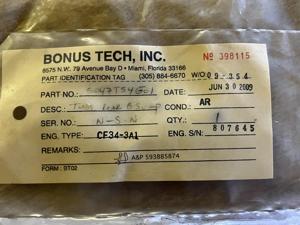 BONUS TECH, INC.
Nº 398115
8575 N.W. 79 Avenue Bay D • Miami, Florida 33166
PART IDENTIFICATION TAG (305) 884-6670 W/O
PART NO.
DATE: JUN 30 2009
DESC.:
COND.: AR
SER. NO.: N-S-N
QTY.: 1
ENG. TYPE: CF34-3A1
ENG. S/N: 807645
REMARKS:
A&P 593885874
FORM : BT02